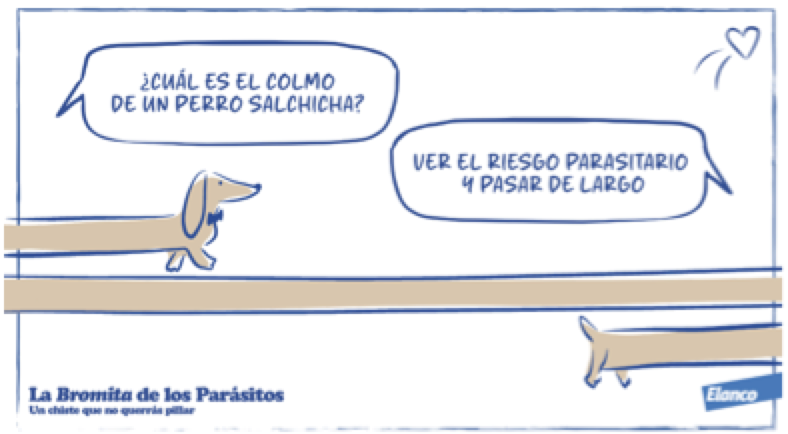 ¿CUÁL ES EL COLMO
DE UN PERRO SALCHICHA?
VER EL RIESGO PARASITARIO
Y PASAR DE LARGO
La Bromita de los Parásitos
Un chiste que no querrás pillar
Elanco